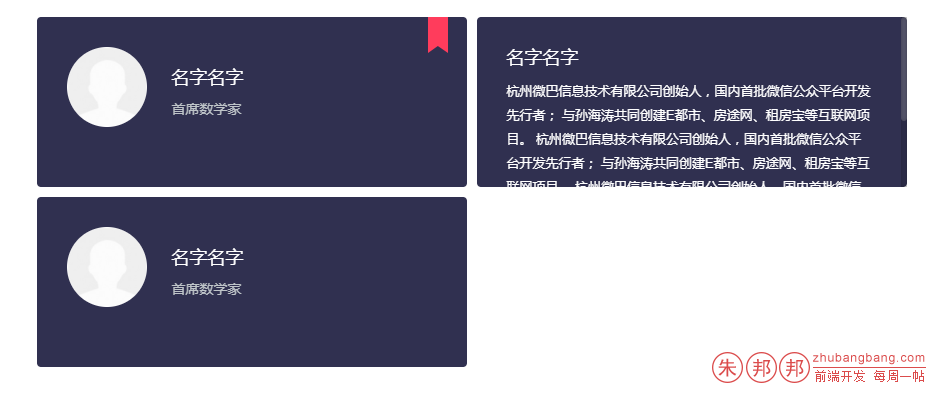 名字名字
首席数学家
名字名字
杭州微巴信息技术有限公司创始人，国内首批微信公众平台开发
先行者； 与孙海涛共同创建E都市、房途网、租房宝等互联网项
目。 杭州微巴信息技术有限公司创始人，国内首批微信公众平
台开发先行者； 与孙海涛共同创建E都市、房途网、租房宝等互
联网项目。 杭州微巴信息技术有限公司创始人，国内首批微信
名字名字
首席数学家
朱邦邦
zhubangbang.com
前端开发 每周一帖